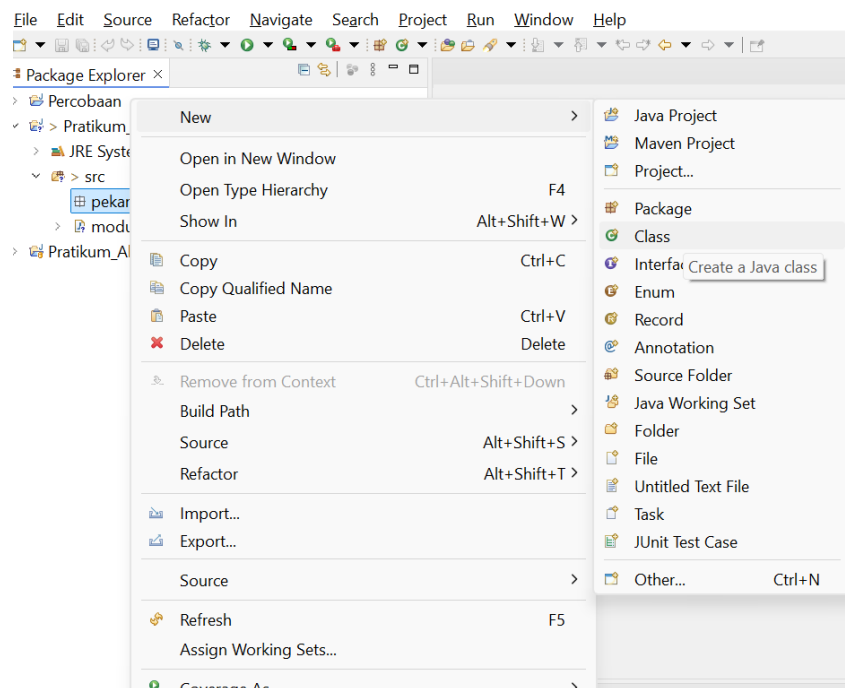 File Edit Source Refactor Navigate Search Project Run Window Help
Package Explorer ×
Percobaan
> Pratikum_
JRE Syste
> src
pekan
modu
Pratikum_Al
New
Open in New Window
Open Type Hierarchy F4
Show In Alt+Shift+W >
Copy Ctrl+C
Copy Qualified Name
Paste Ctrl+V
Delete Delete
Remove from Context Ctrl+Alt+Shift+Down
Build Path
Source Alt+Shift+S >
Refactor Alt+Shift+T >
Import...
Export...
Source
Refresh F5
Assign Working Sets...
Coverage As
Java Project
Maven Project
Project...
Package
Class
Interfac
Create a Java class
Enum
Record
Annotation
Source Folder
Java Working Set
Folder
File
Untitled Text File
Task
JUnit Test Case
Other... Ctrl+N